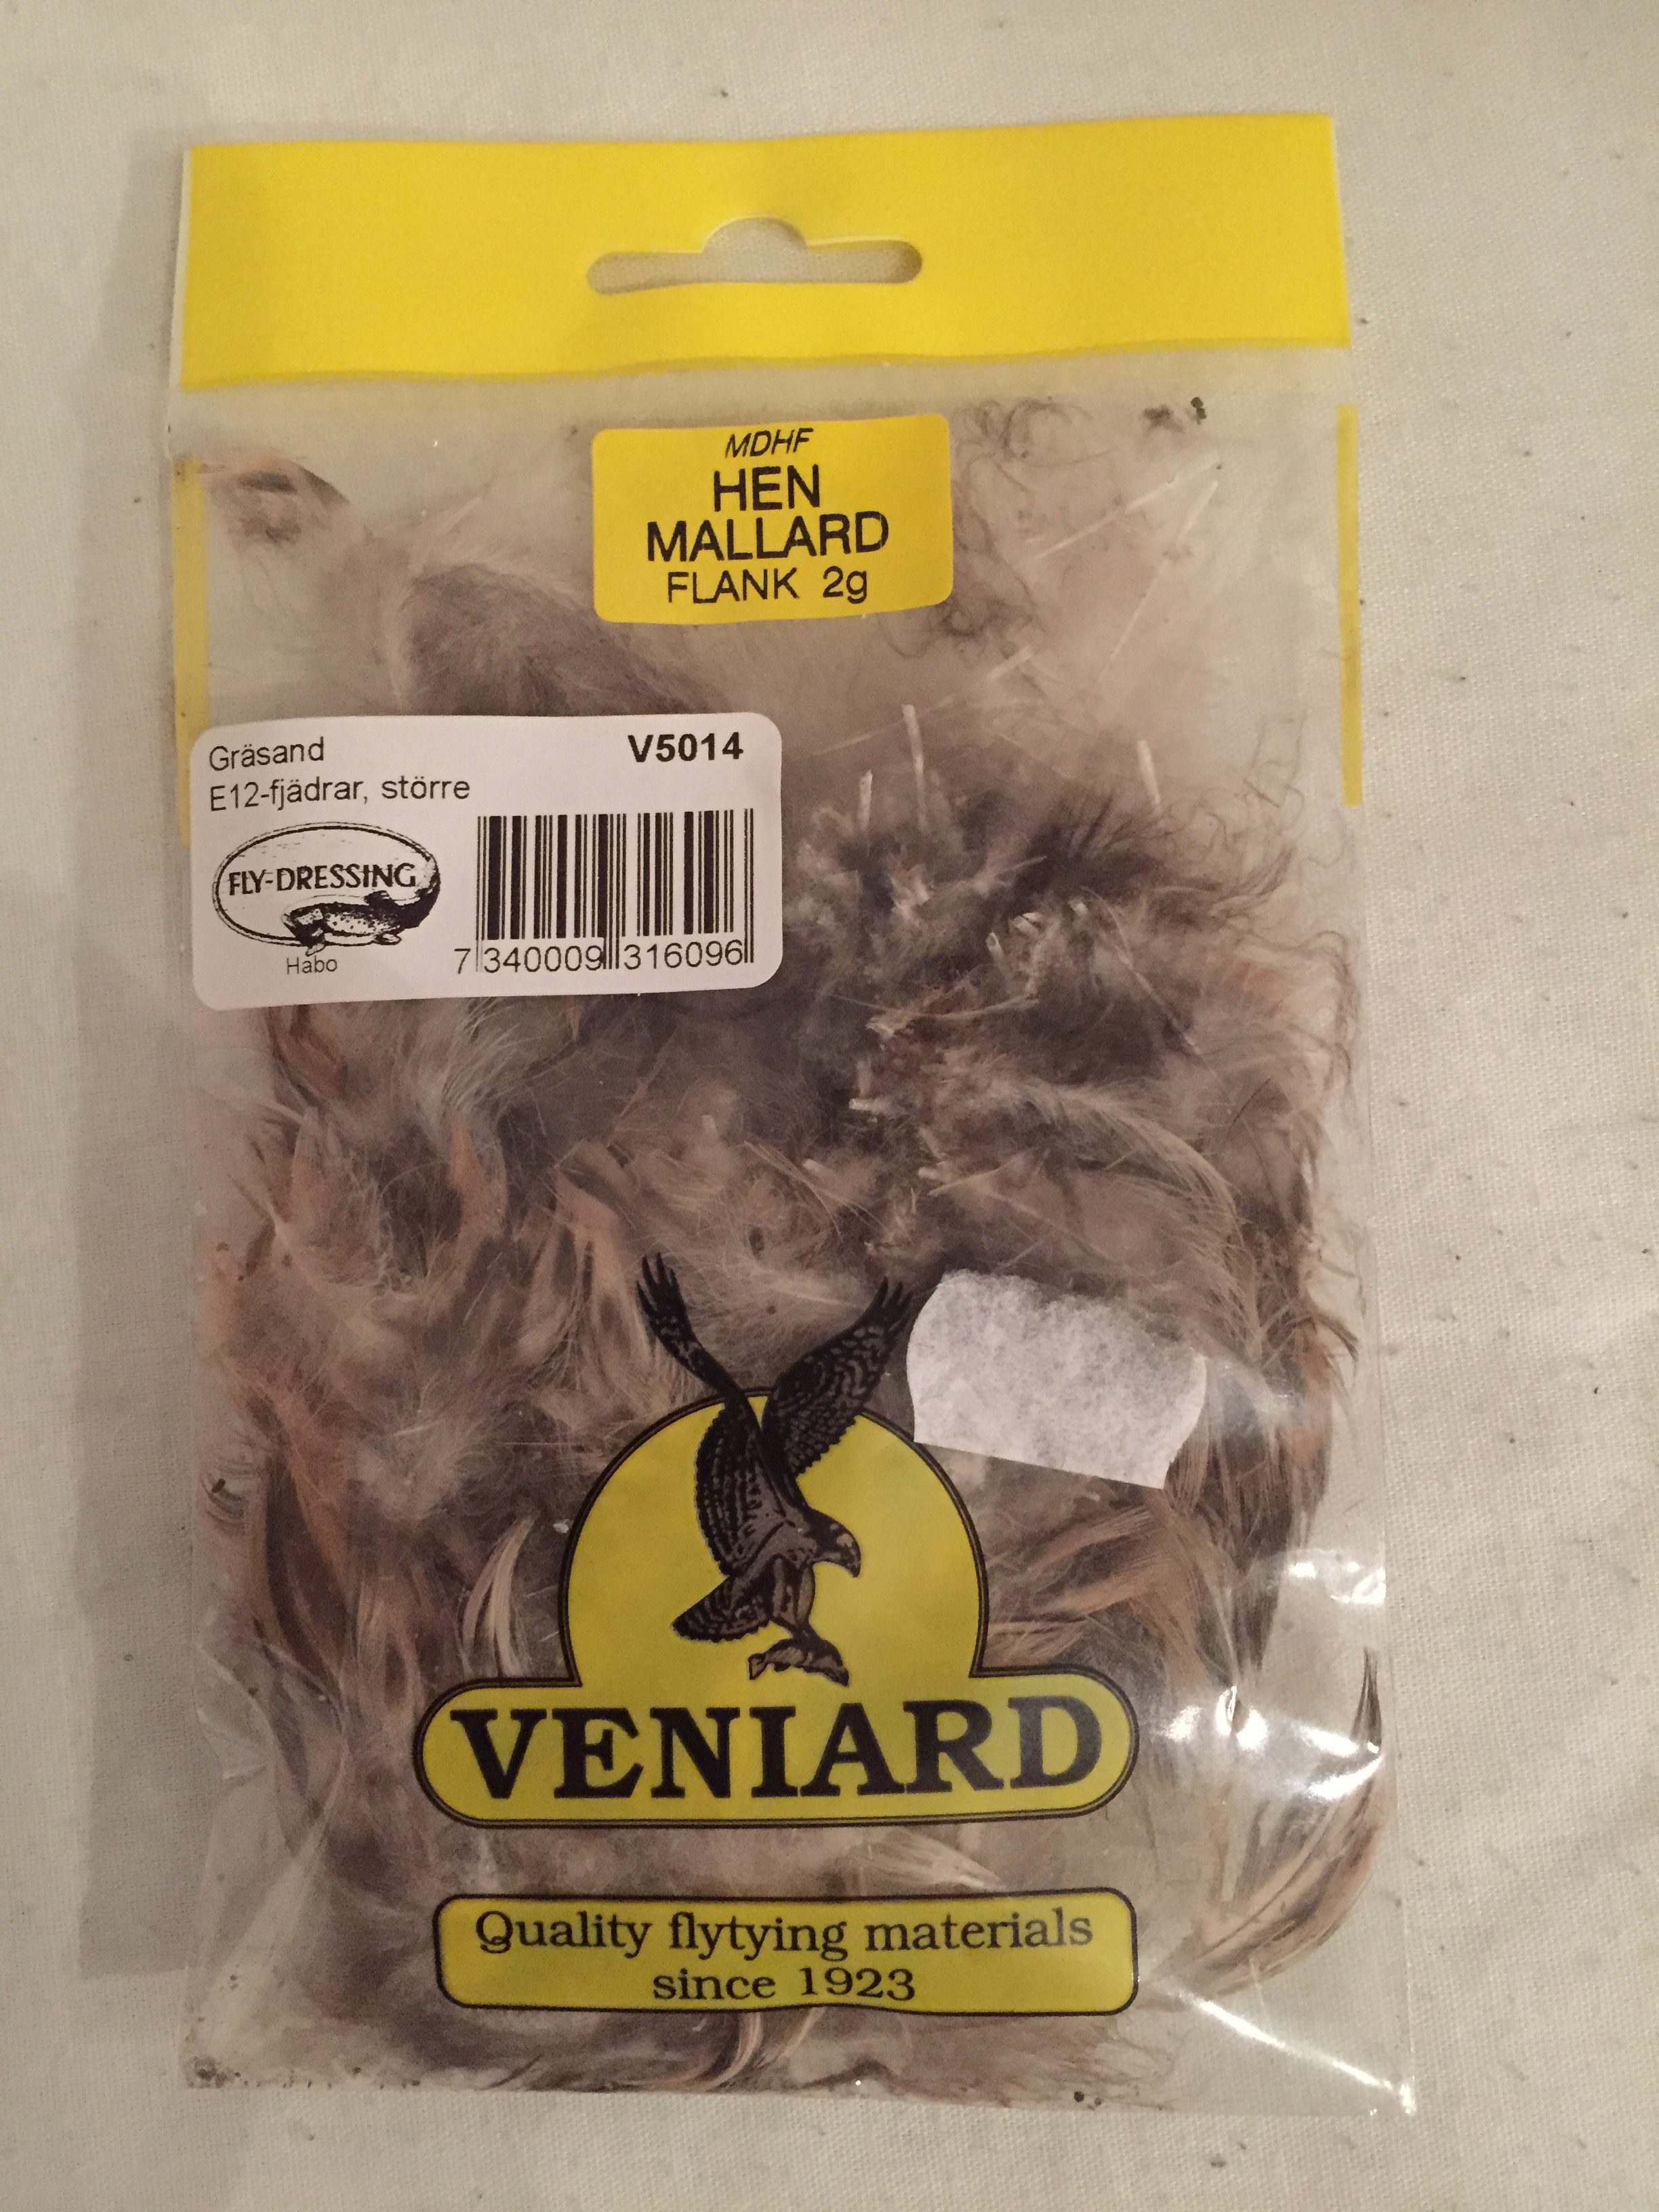 MDHF
HEN
MALLARD
FLANK 2g
Gräsand V5014
E12-fjädrar, större
FLY-DRESSING
Habo
7 340009 316096
VENIARD
Quality flytying materials
since 1923